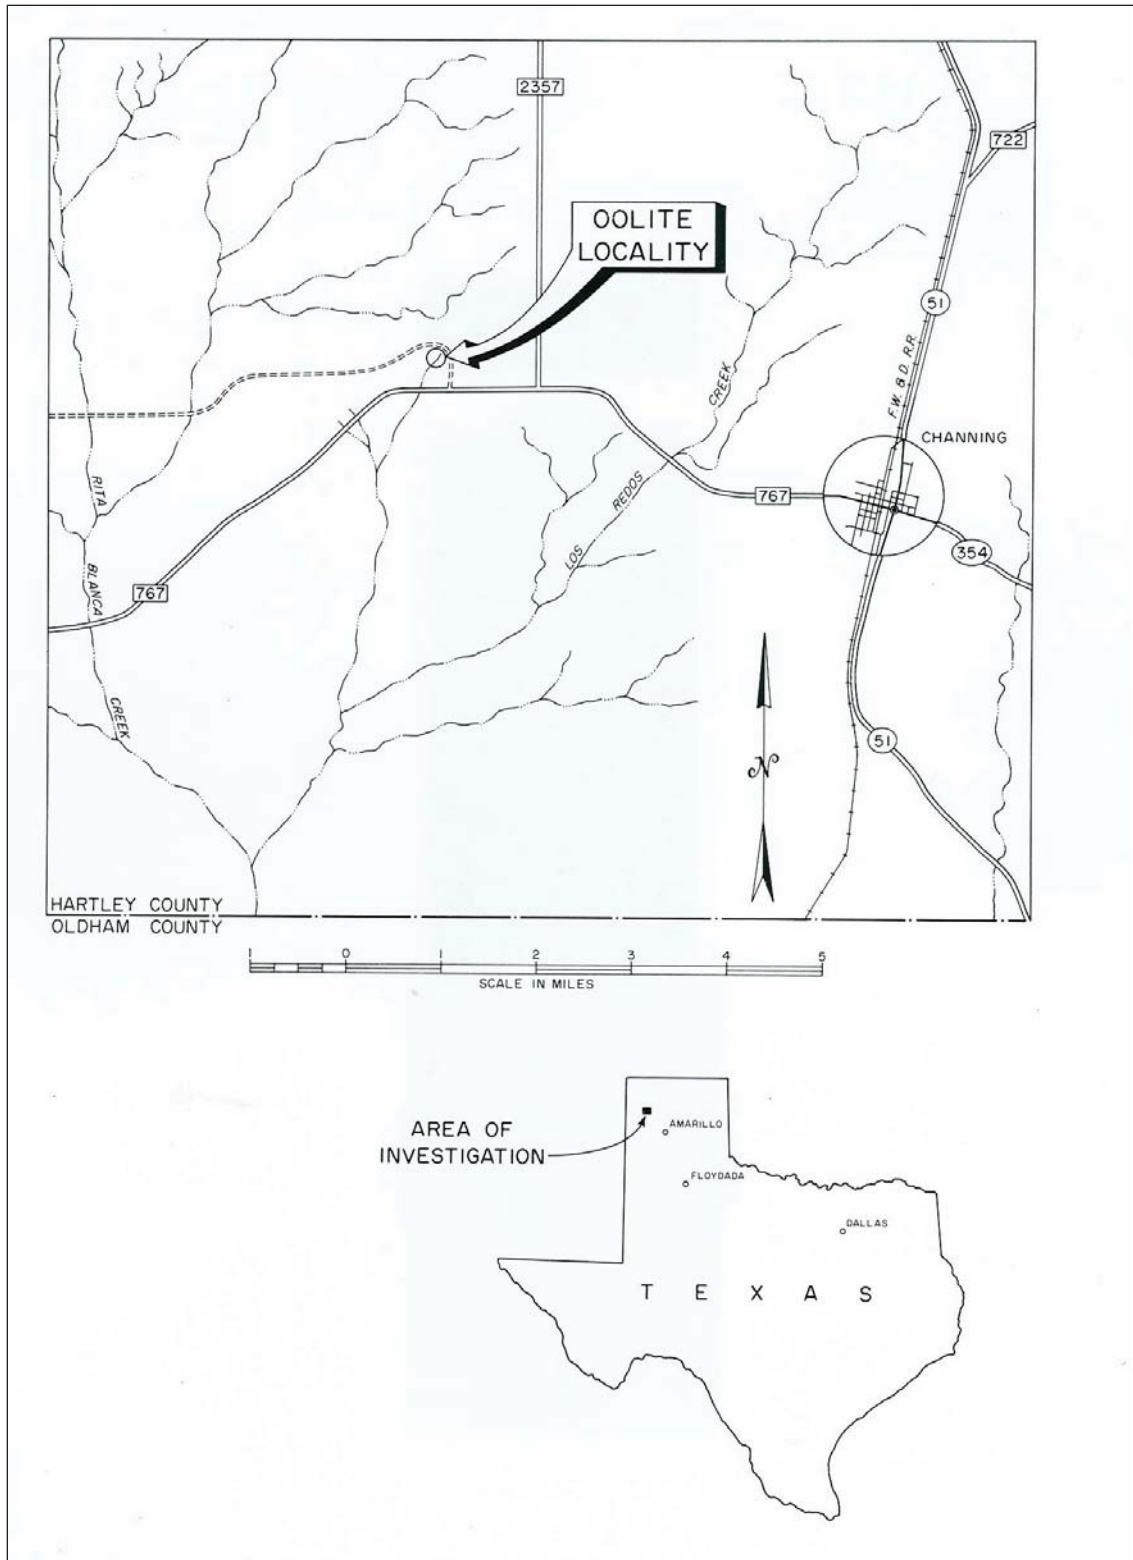 2357
722
OOLITE
LOCALITY
51
F.W. & D. R.R.
CREEK
REDOS
LOS
CHANNING
767
354
RITA
BLANCA
CREEK
767
N
51
HARTLEY COUNTY
OLDHAM COUNTY
1 0 1 2 3 4 5
SCALE IN MILES
AREA OF
INVESTIGATION
AMARILLO
FLOYDADA
DALLAS
TEXAS